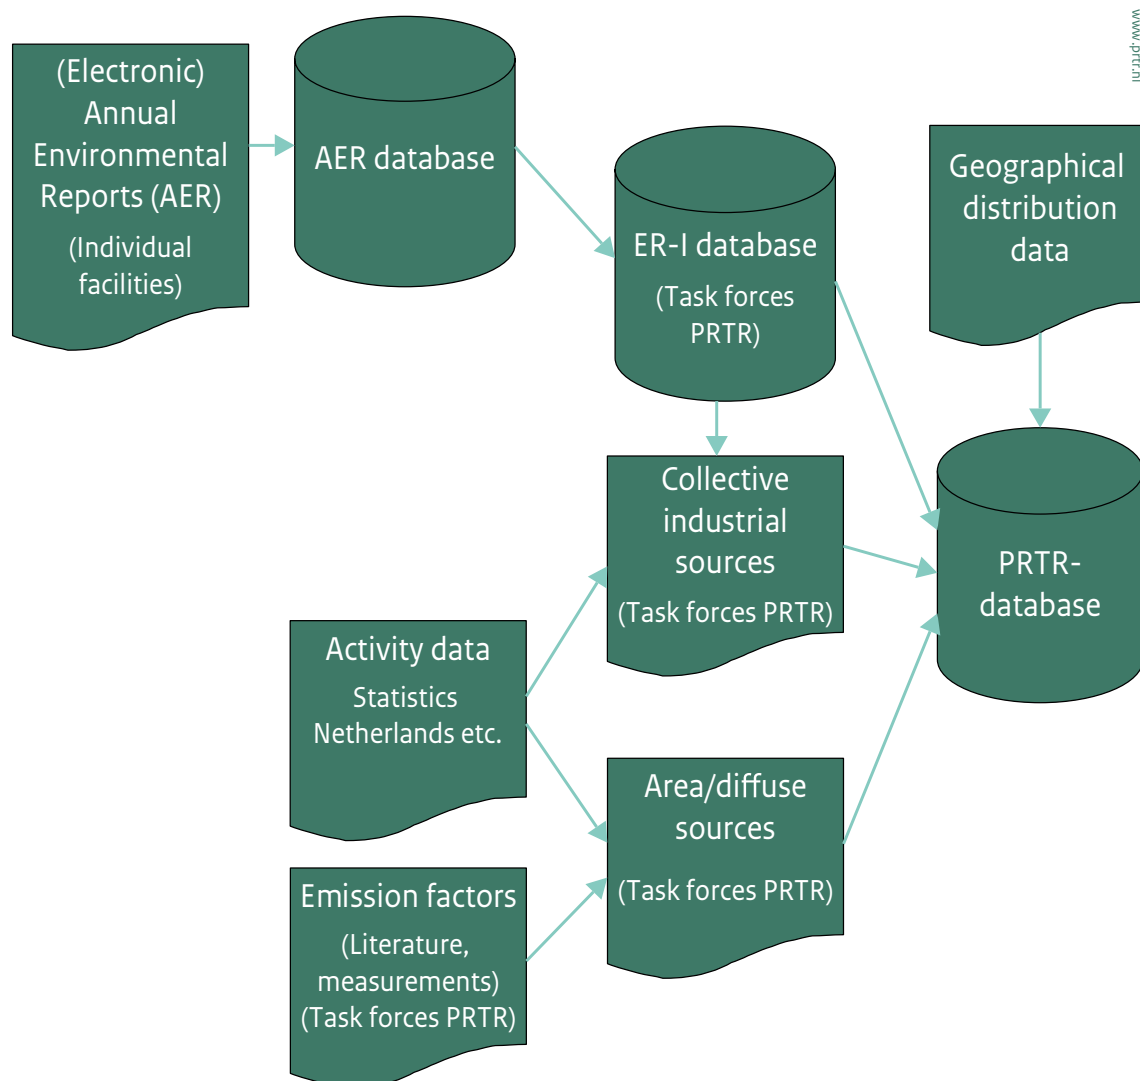 www.prtr.nl
(Electronic)
Annual
Environmental
Reports (AER)
(Individual
facilities)
AER database
ER-I database
(Task forces
PRTR)
Geographical
distribution
data
Collective
industrial
sources
(Task forces PRTR)
PRTR-
database
Activity data
Statistics
Netherlands etc.
Area/diffuse
sources
(Task forces PRTR)
Emission factors
(Literature,
measurements)
(Task forces PRTR)